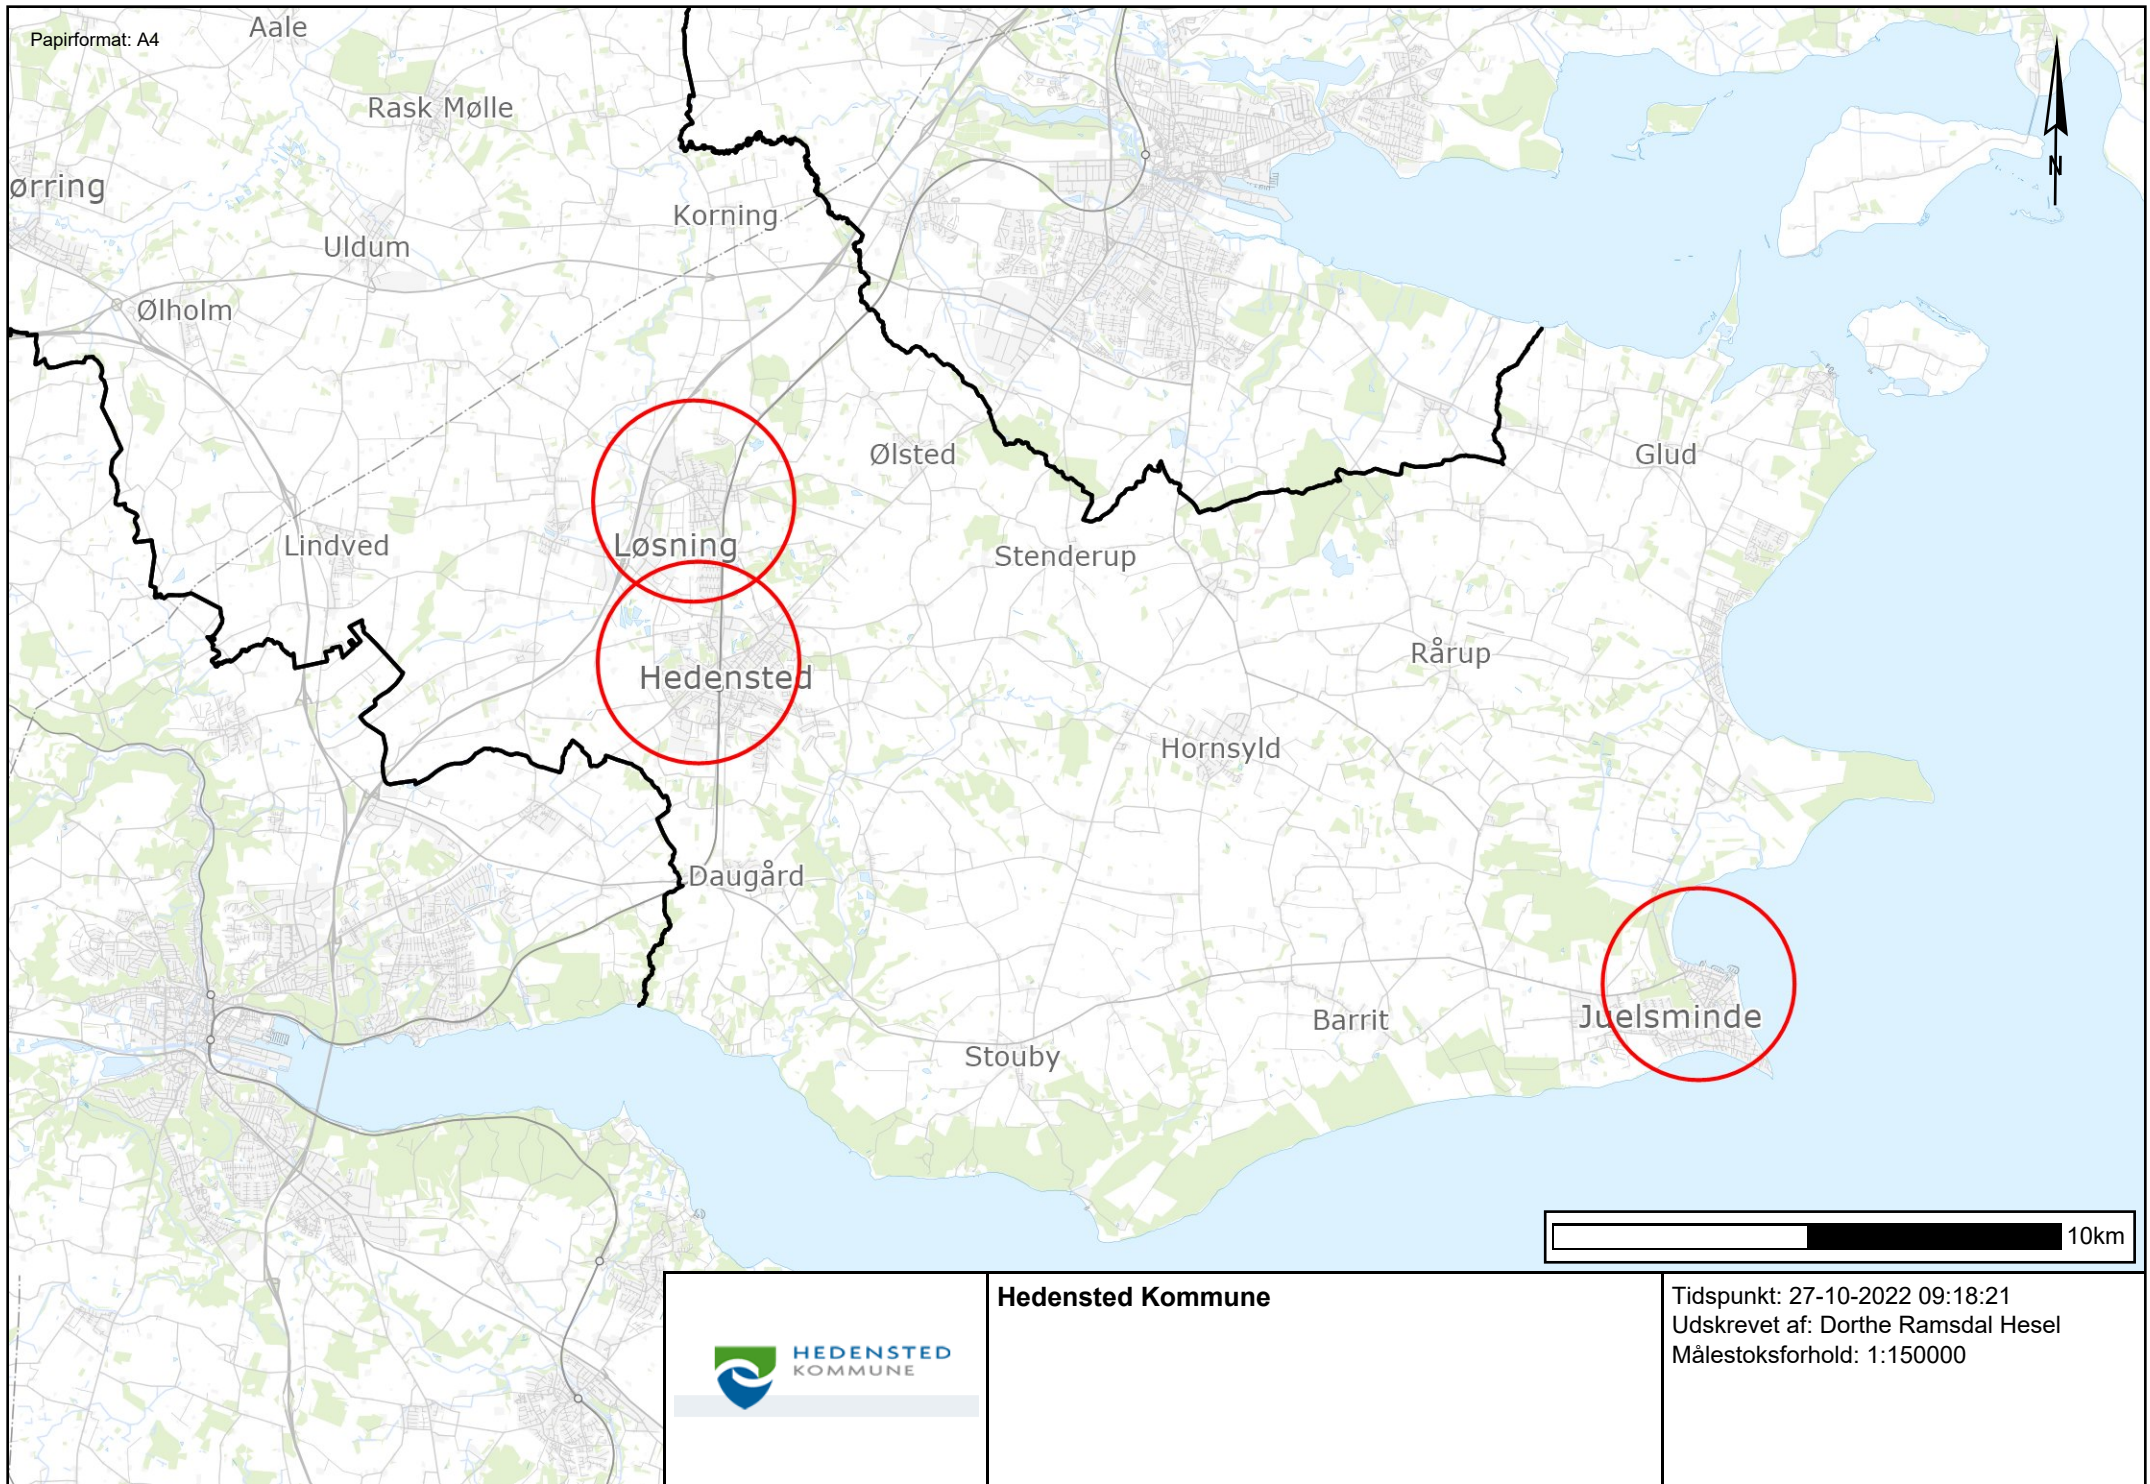 Aale
Papirformat: A4
Rask Mølle
ørring
Korning
Uldum
Ølholm
N
Ølsted
Glud
Løsning
Lindved
Stenderup
Rårup
Hedensted
Hornsyld
Daugård
Juelsminde
Barrit
Stouby
10km
Hedensted Kommune
Tidspunkt: 27-10-2022 09:18:21
Udskrevet af: Dorthe Ramsdal Hesel
Målestoksforhold: 1:150000
HEDENSTED
KOMMUNE